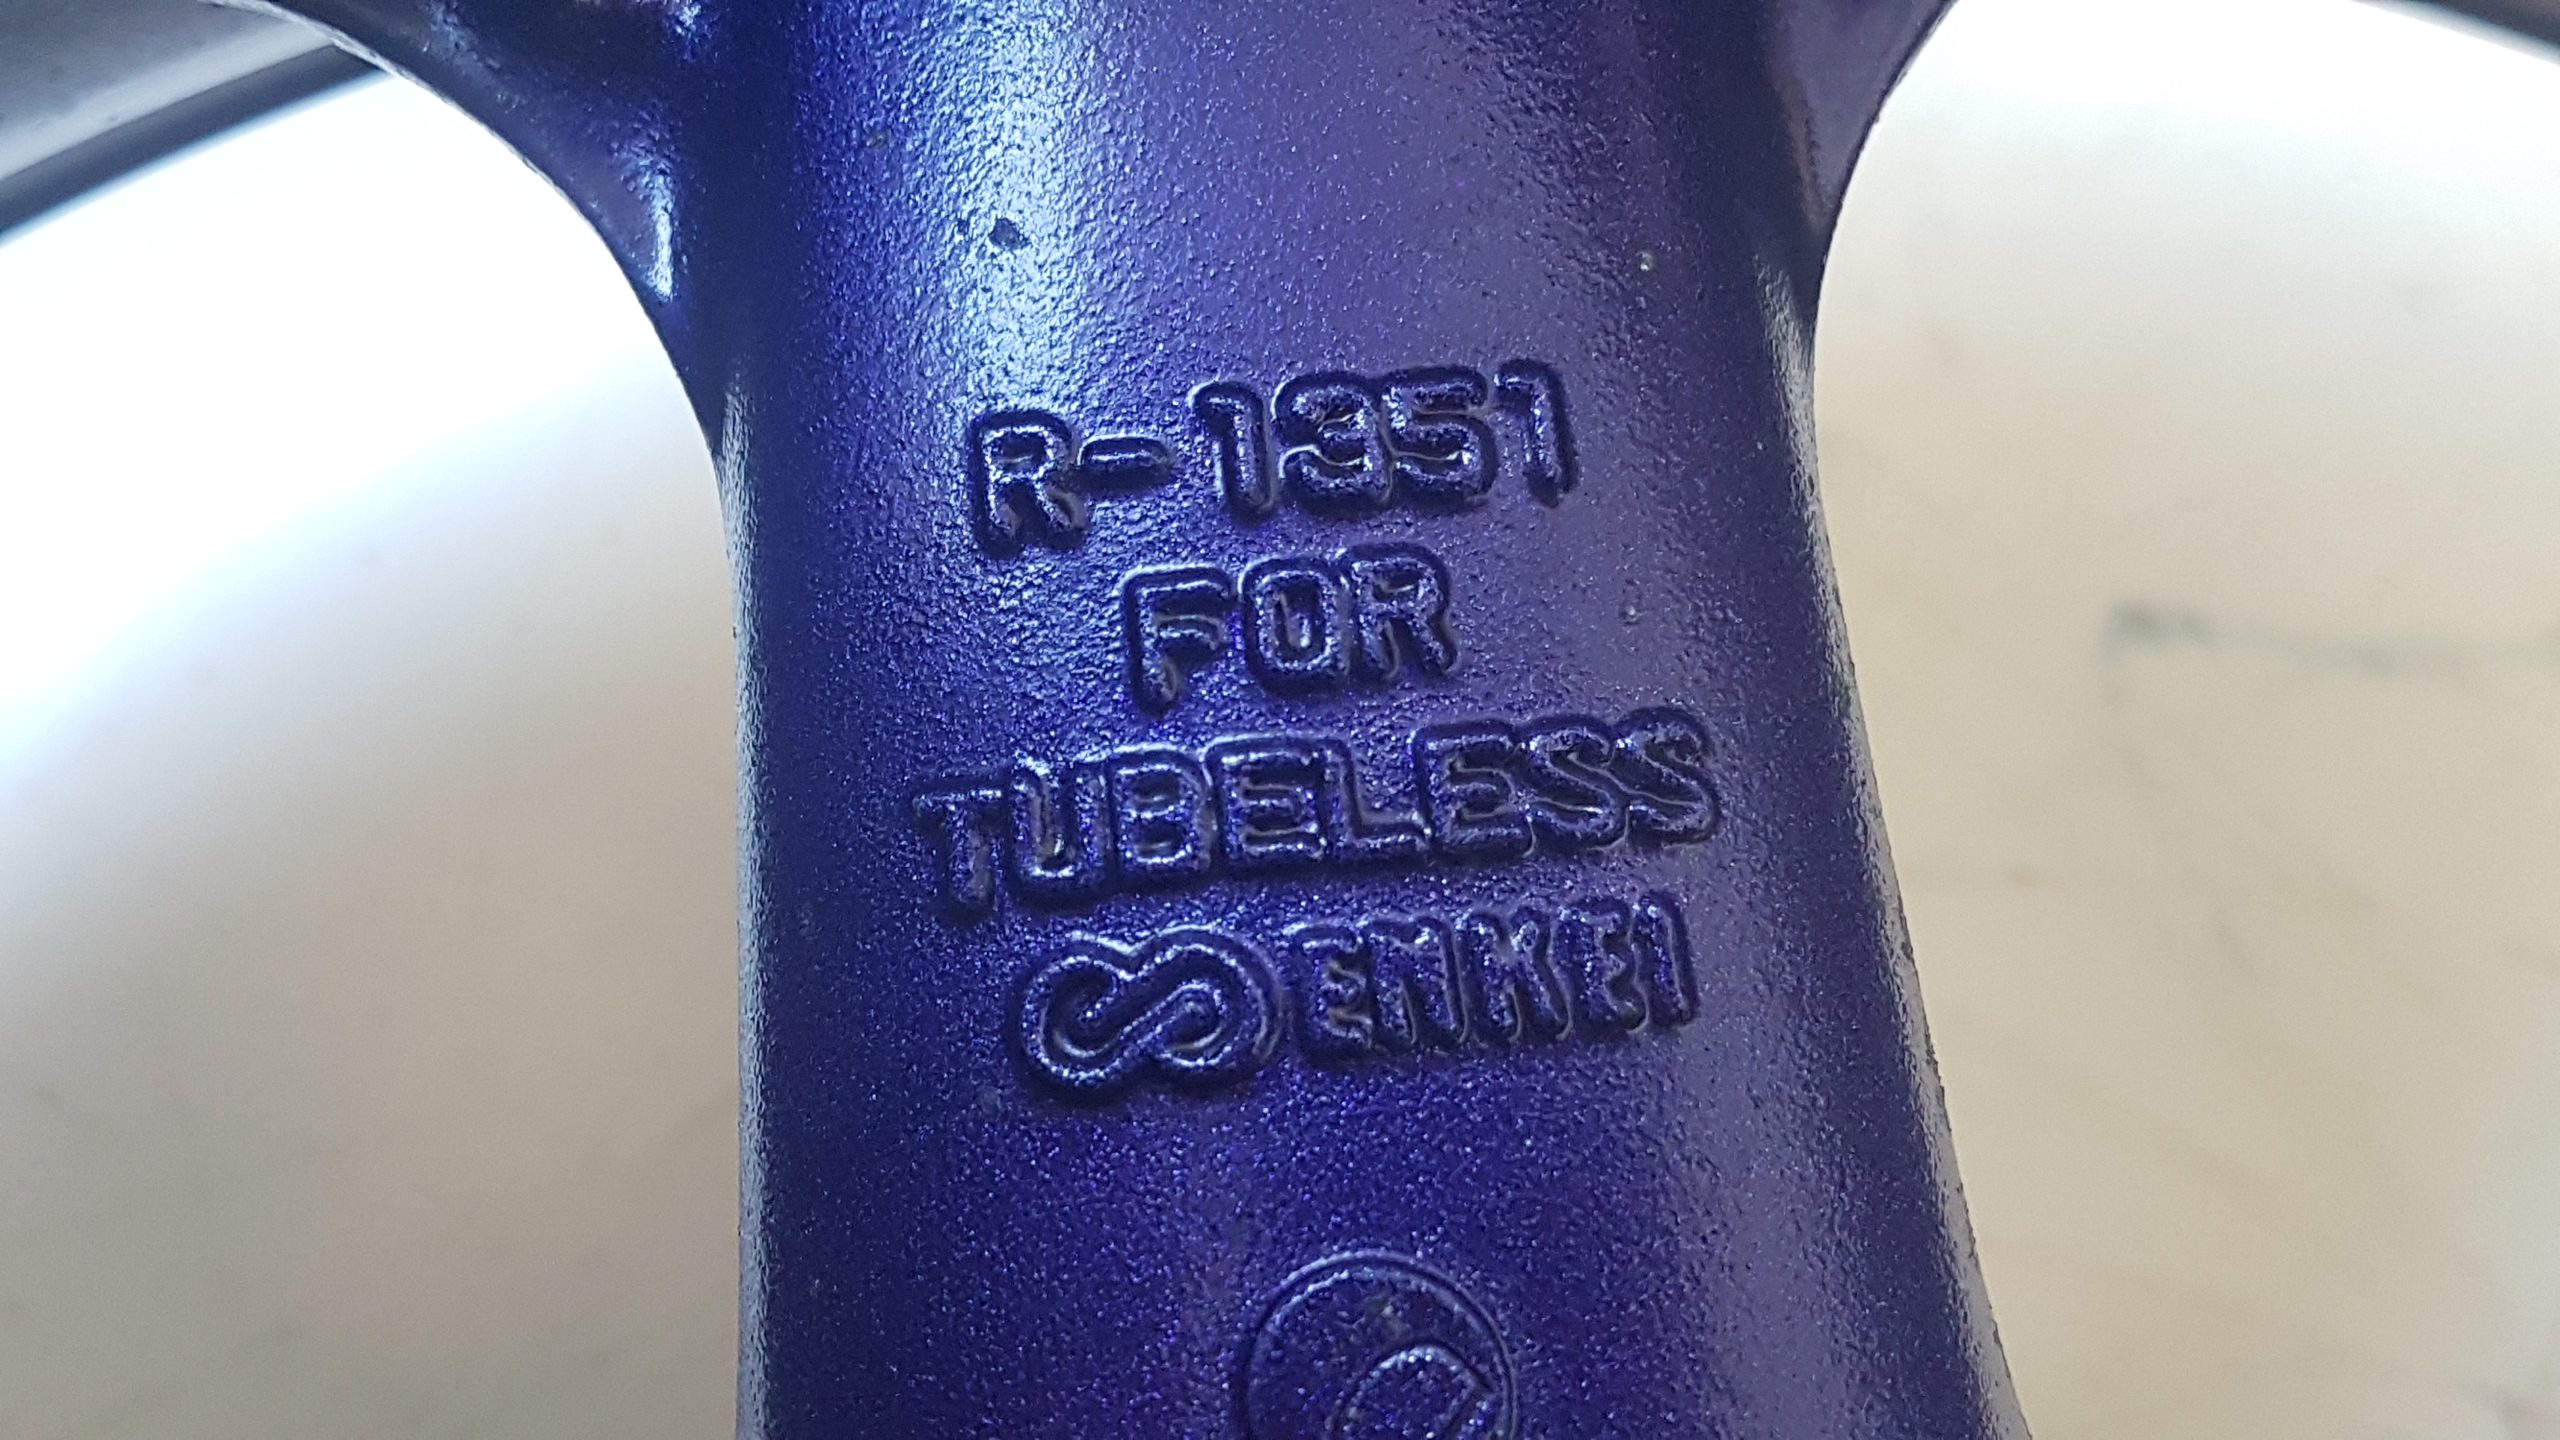 R-1351
FOR
TUBELESS
ENKEI